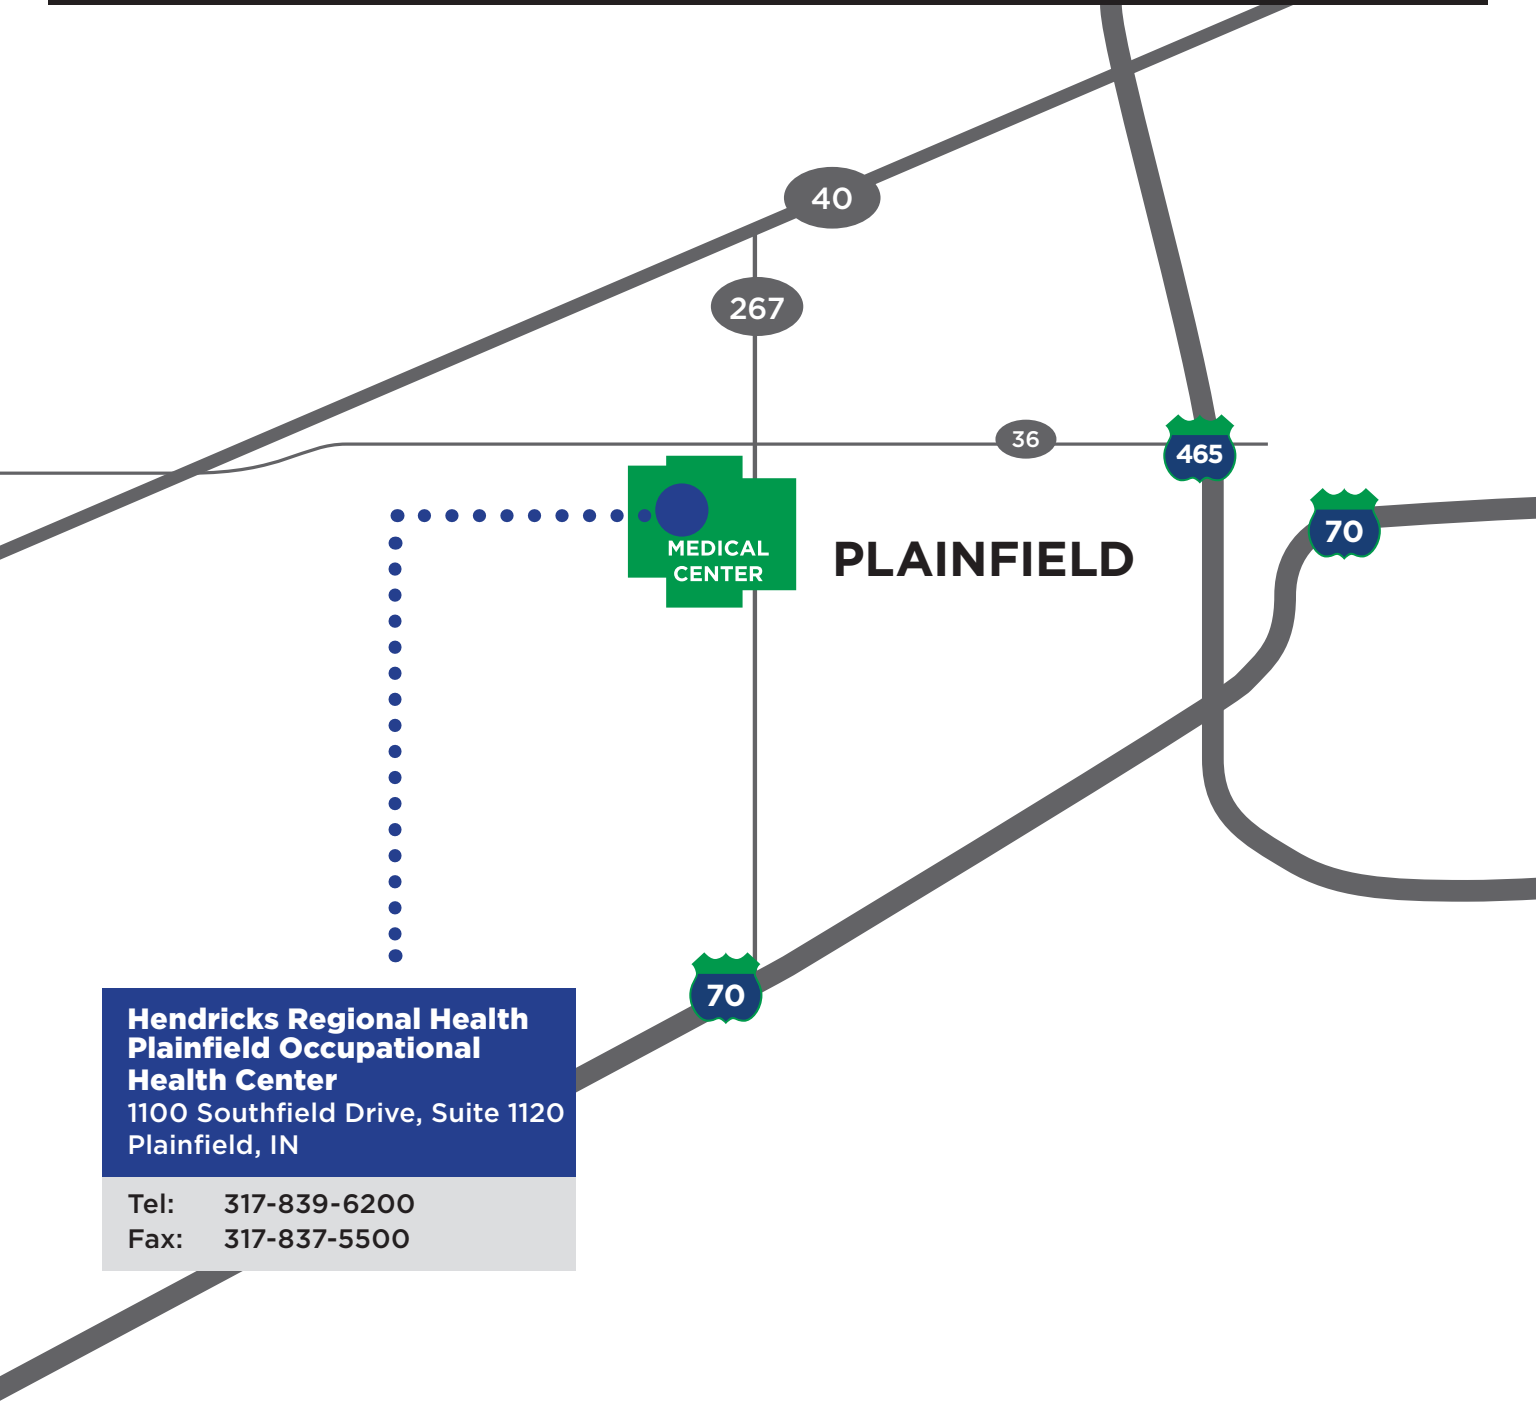 40
267
36
465
70
MEDICAL
CENTER
PLAINFIELD
70
Hendricks Regional Health
Plainfield Occupational
Health Center
1100 Southfield Drive, Suite 1120
Plainfield, IN
Tel: 317-839-6200
Fax: 317-837-5500